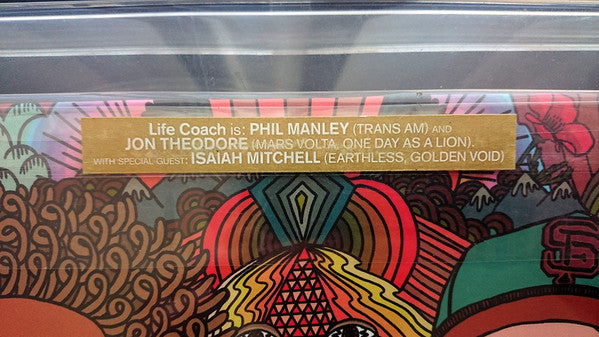 Life Coach is: PHIL MANLEY (TRANS AM) AND
JON THEODORE (MARS VOLTA, ONE DAY AS A LION).
WITH SPECIAL GUEST: ISAIAH MITCHELL (EARTHLESS, GOLDEN VOID)
SF